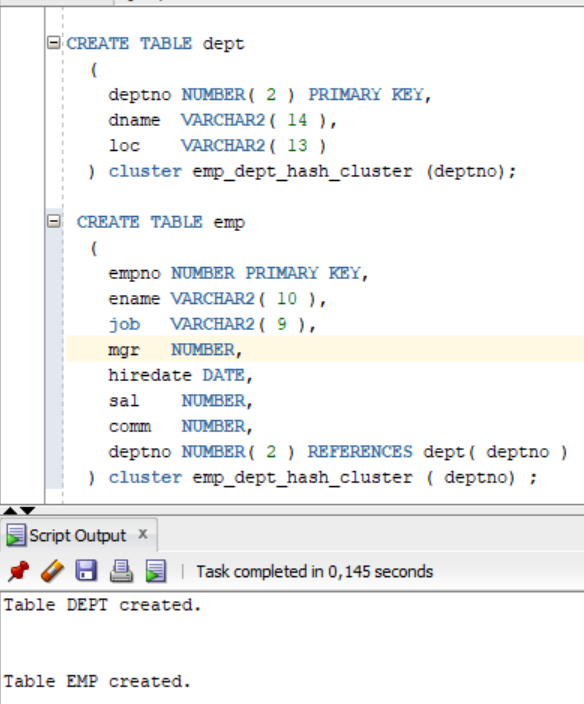 CREATE TABLE dept
(
deptno NUMBER( 2 ) PRIMARY KEY,
dname VARCHAR2( 14 ),
loc VARCHAR2( 13 )
) cluster emp_dept_hash_cluster (deptno);
CREATE TABLE emp
(
empno NUMBER PRIMARY KEY,
ename VARCHAR2( 10 ),
job VARCHAR2( 9 ),
mgr NUMBER,
hiredate DATE,
sal NUMBER,
comm NUMBER,
deptno NUMBER( 2 ) REFERENCES dept( deptno )
) cluster emp_dept_hash_cluster ( deptno) ;
Script Output x
Task completed in 0,145 seconds
Table DEPT created.
Table EMP created.